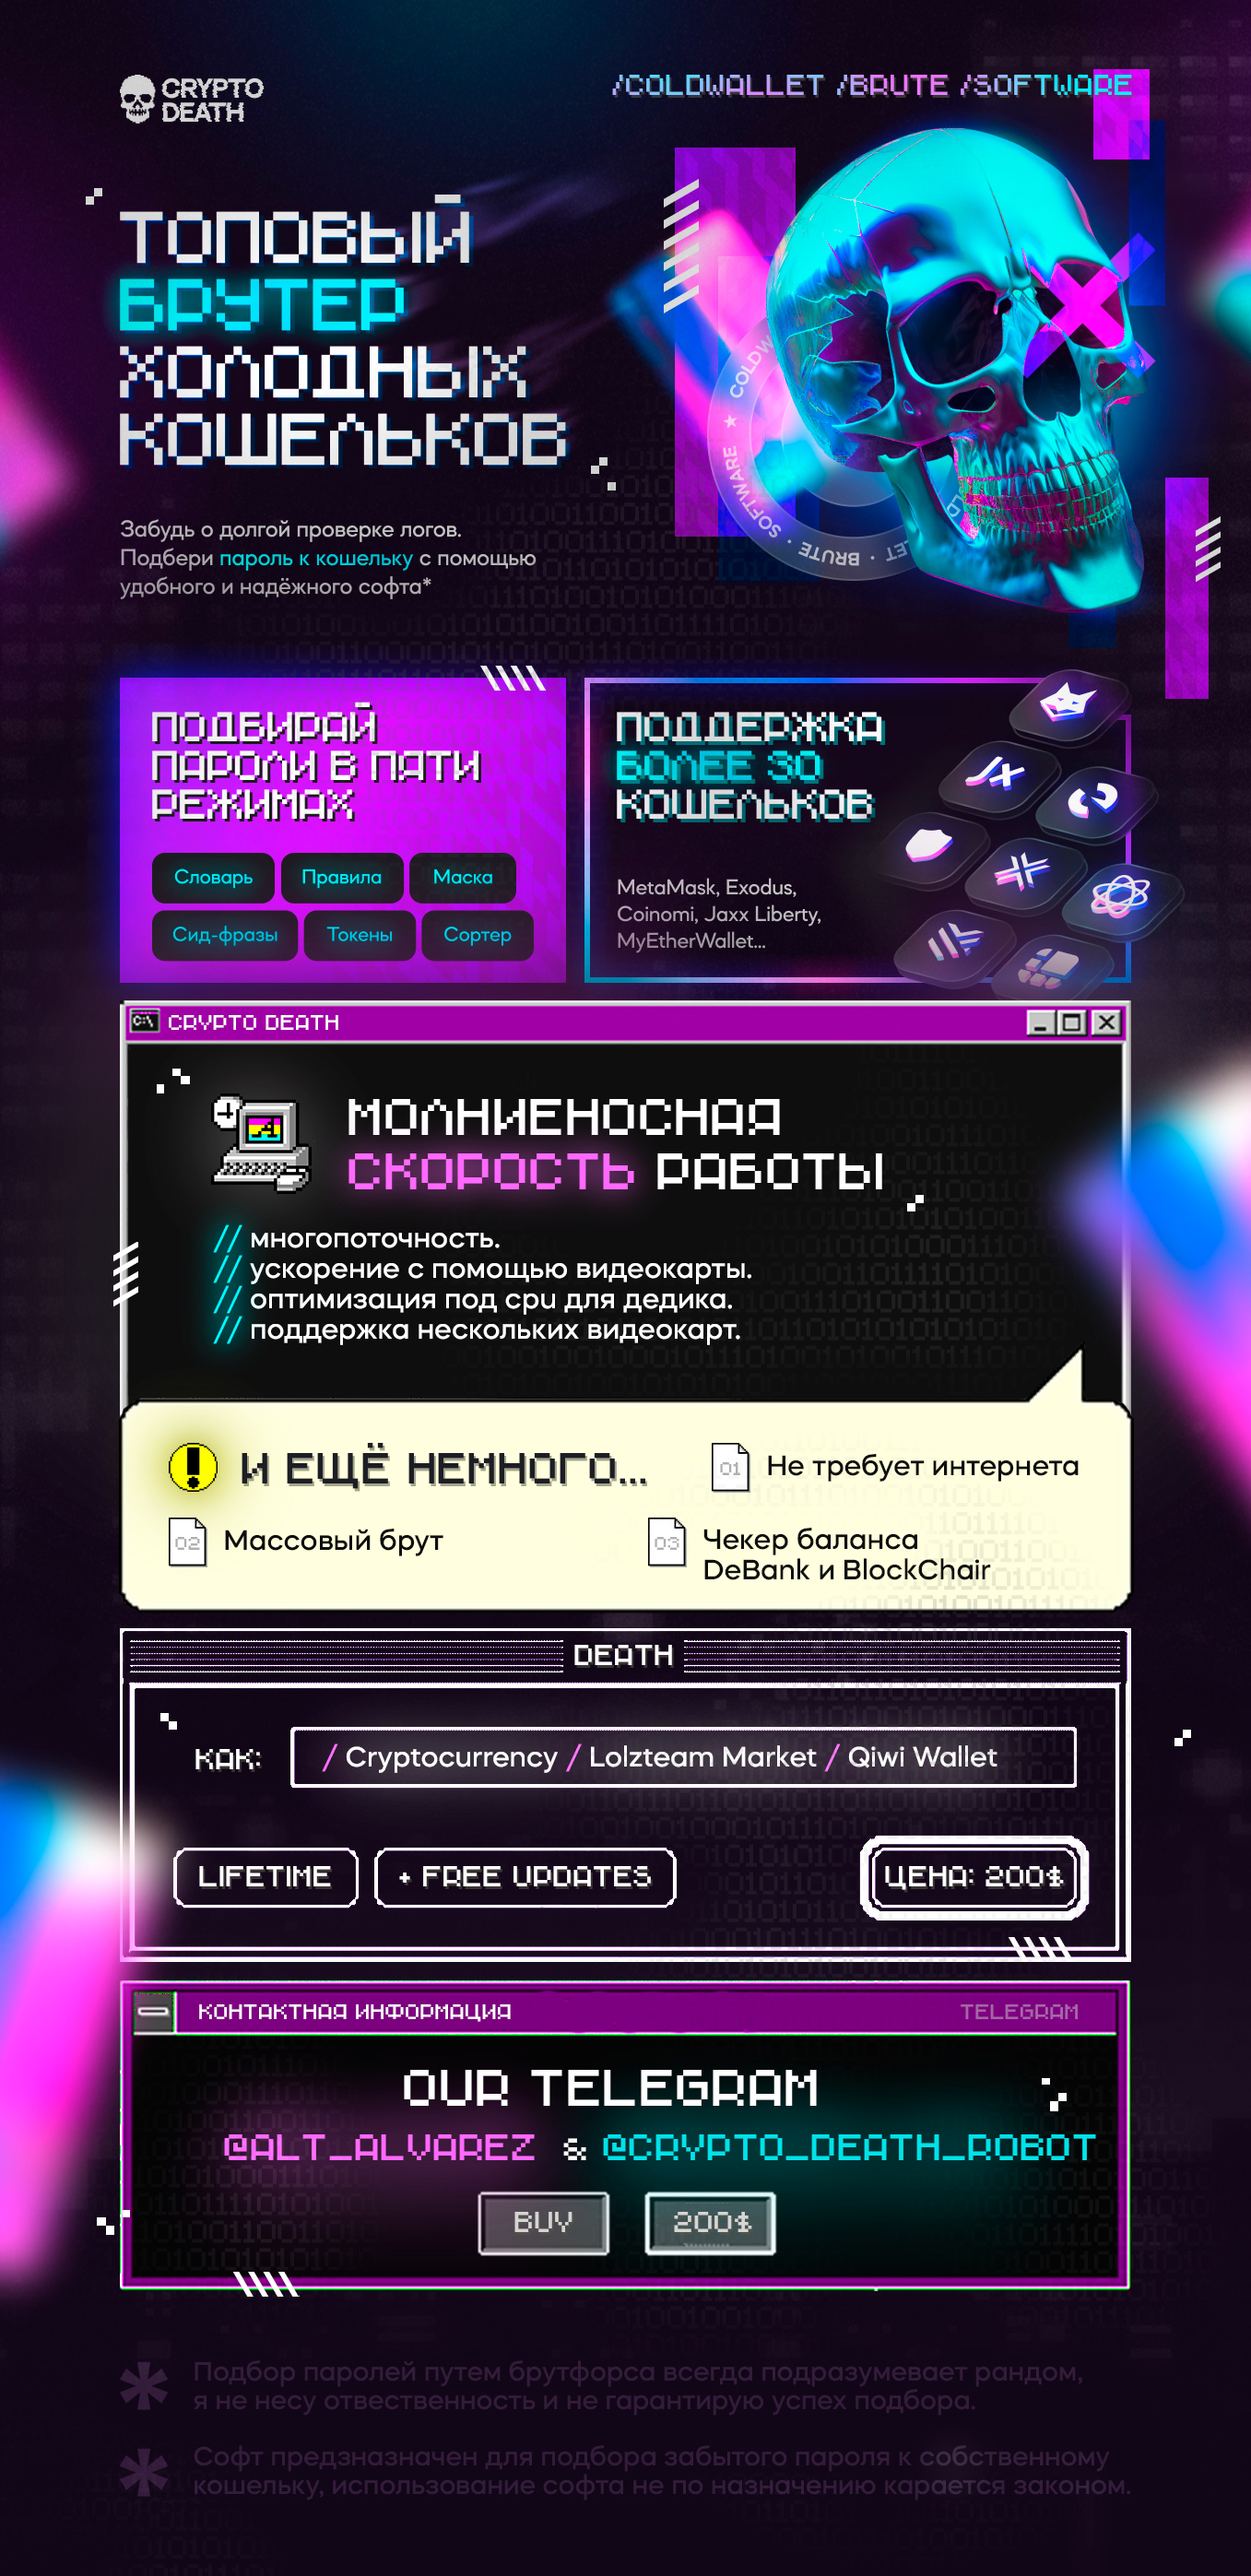 CRYPTO
DEATH
/COLDWALLET /BRUTE /SOFTWARE
ТОПОВЫЙ
БРУТЕР
ХОЛОДНЫХ
КОШЕЛЬКОВ
SOFTWARE
BRUTE
Забудь о долгой проверке логов.
Подбери пароль к кошельку с помощью
удобного и надёжного софта*
ПОДБИРАЙ
ПАРОЛИ В ПЯТИ
РЕЖИМАХ
Словарь
Правила
Маска
Сид-фразы
Токены
Сортер
ПОДДЕРЖКА
БОЛЕЕ 30
КОШЕЛЬКОВ
MetaMask, Exodus,
Coinomi, Jaxx Liberty,
MyEtherWallet...
C:\
CRYPTO DEATH
МОЛНИЕНОСНАЯ
СКОРОСТЬ РАБОТЫ
// многопоточность.
// ускорение с помощью видеокарты.
// оптимизация под cpu для дедика.
// поддержка нескольких видеокарт.
И ЕЩЁ НЕМНОГО...
01
Не требует интернета
02
Массовый брут
03
Чекер баланса
DeBank и BlockChair
DEATH
КАК:
/ Cryptocurrency / Lolzteam Market / Qiwi Wallet
LIFETIME
+ FREE UPDATES
ЦЕНА: 200$
КОНТАКТНАЯ ИНФОРМАЦИЯ
TELEGRAM
OUR TELEGRAM
@ALT_ALVAREZ & @CRYPTO_DEATH_ROBOT
BUY
200$
* Подбор паролей путем брутфорса всегда подразумевает рандом,
я не несу отвественность и не гарантирую успех подбора.
* Софт предзназначен для подбора забытого пароля к собственному
кошельку, использование софта не по назначению карается законом.